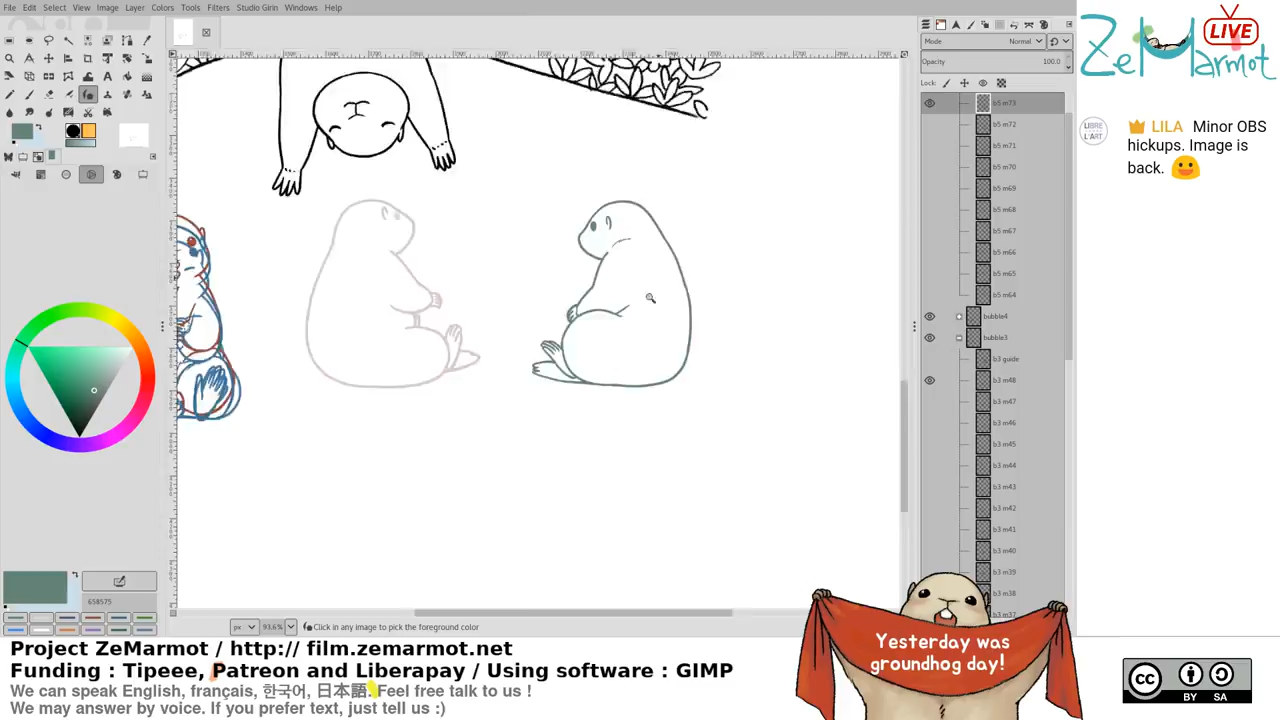 File Edit Select View Image Layer Colors Tools Filters Studio Girin Windows Help
Mode Normal
Opacity 100.0
Lock:
b5 m73
b5 m72
b5 m71
b5 m70
b5 m69
b5 m68
b5 m67
b5 m66
b5 m65
b5 m64
bubble4
bubble3
b3 guide
b3 m48
b3 m47
b3 m46
b3 m45
b3 m44
b3 m43
b3 m42
b3 m41
b3 m40
b3 m39
b3 m38
b3 m37
658575
px 93.6% Click in any image to pick the foreground color
ZeMarmot LIVE
LIBRE
L'ART
LILA Minor OBS
hickups. Image is
back.
Project ZeMarmot / http:// film.zemarmot.net
Funding : Tipeee, Patreon and Liberapay / Using software : GIMP
We can speak English, français, 한국어, 日本語. Feel free talk to us !
We may answer by voice. If you prefer text, just tell us :)
Yesterday was
groundhog day!
CC BY SA